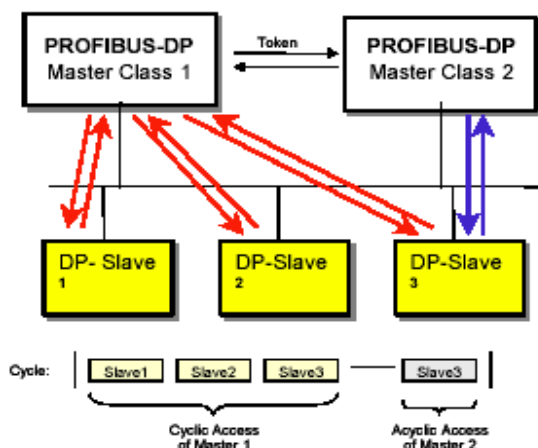 PROFIBUS-DP
Master Class 1
Token
PROFIBUS-DP
Master Class 2
DP- Slave
1
DP-Slave
2
DP-Slave
3
Cycle:
Slave1
Slave2
Slave3
Slave3
Cyclic Access
of Master 1
Acyclic Access
of Master 2